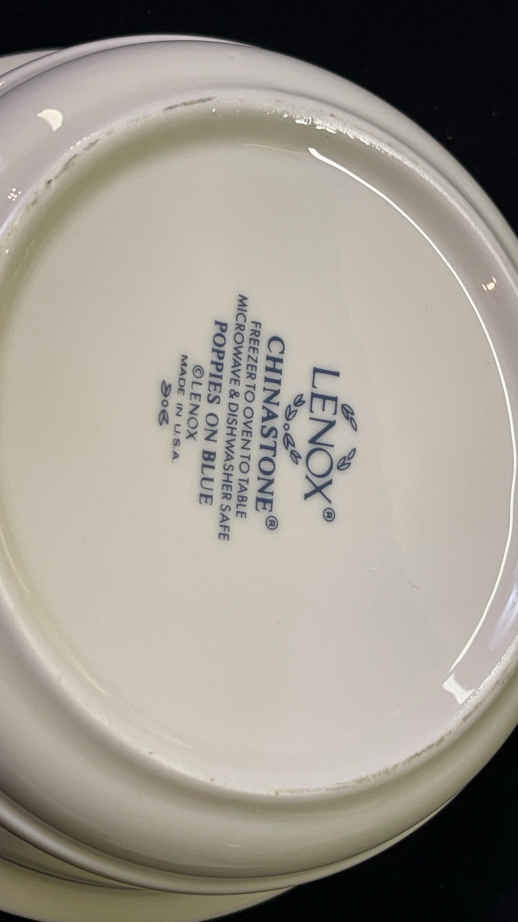 LENOX®
CHINASTONE®
FREEZER TO OVEN TO TABLE
MICROWAVE & DISHWASHER SAFE
POPPIES ON BLUE
©LENOX
MADE IN U.S.A.